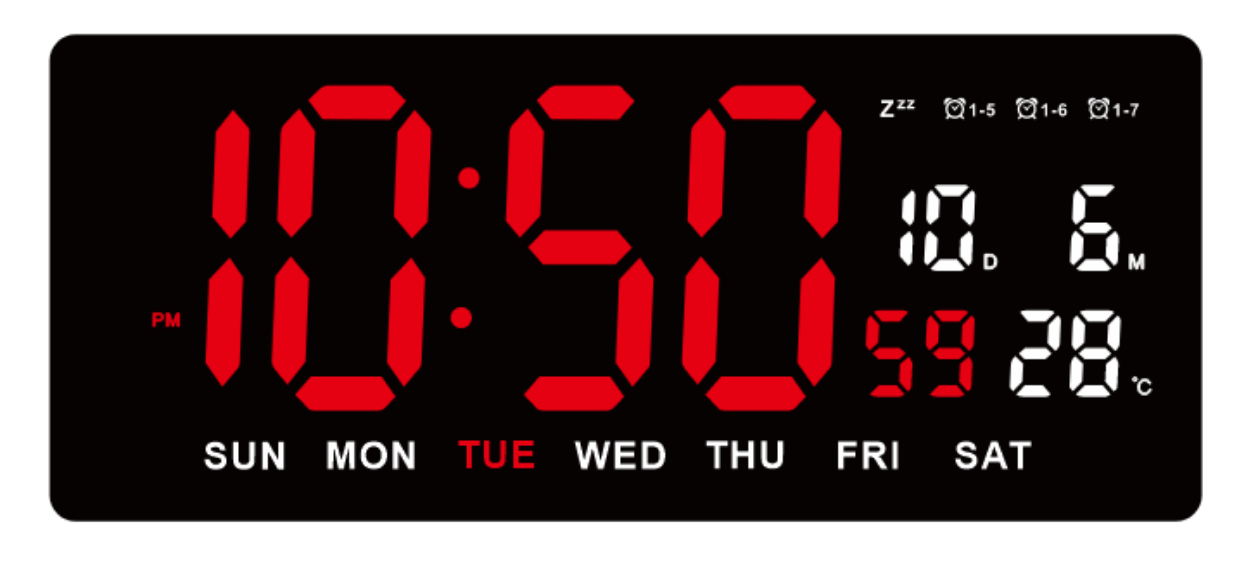 Zzz 1-5 1-6 1-7
10:50
10 D 6 M
PM
59 28 °C
SUN MON TUE WED THU FRI SAT